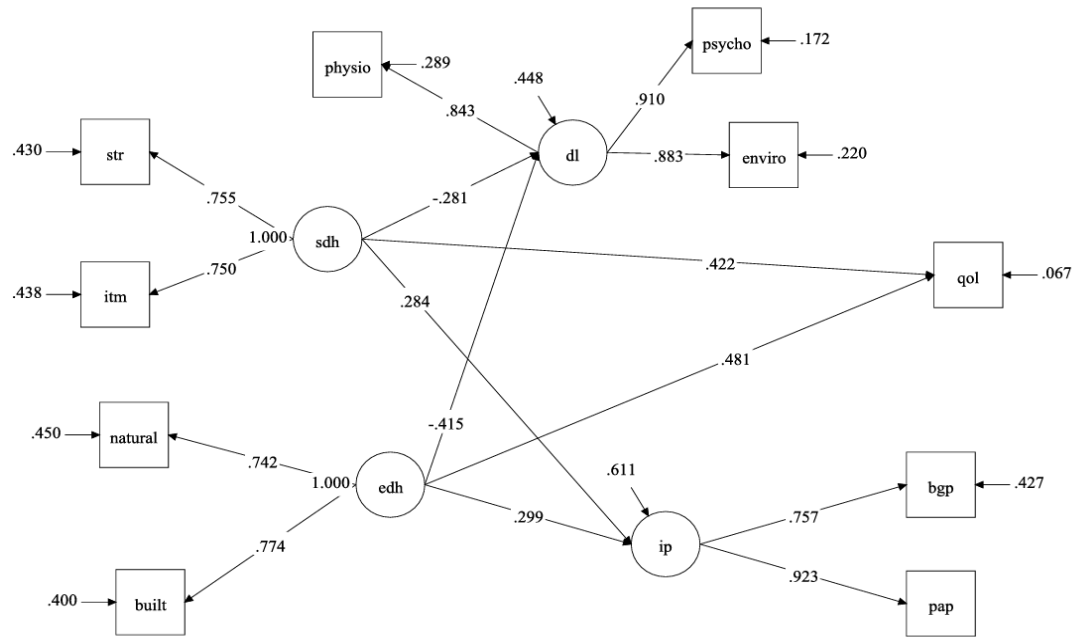 psycho
.172
physio
.289
.448
.910
.843
.430
str
dl
.883
enviro
.220
.755
-.281
1.000
sdh
.750
.422
qol
.067
.438
itm
.284
.481
-.415
.450
natural
.742
1.000
edh
.611
bgp
.427
.299
.757
.774
ip
.923
.400
built
pap